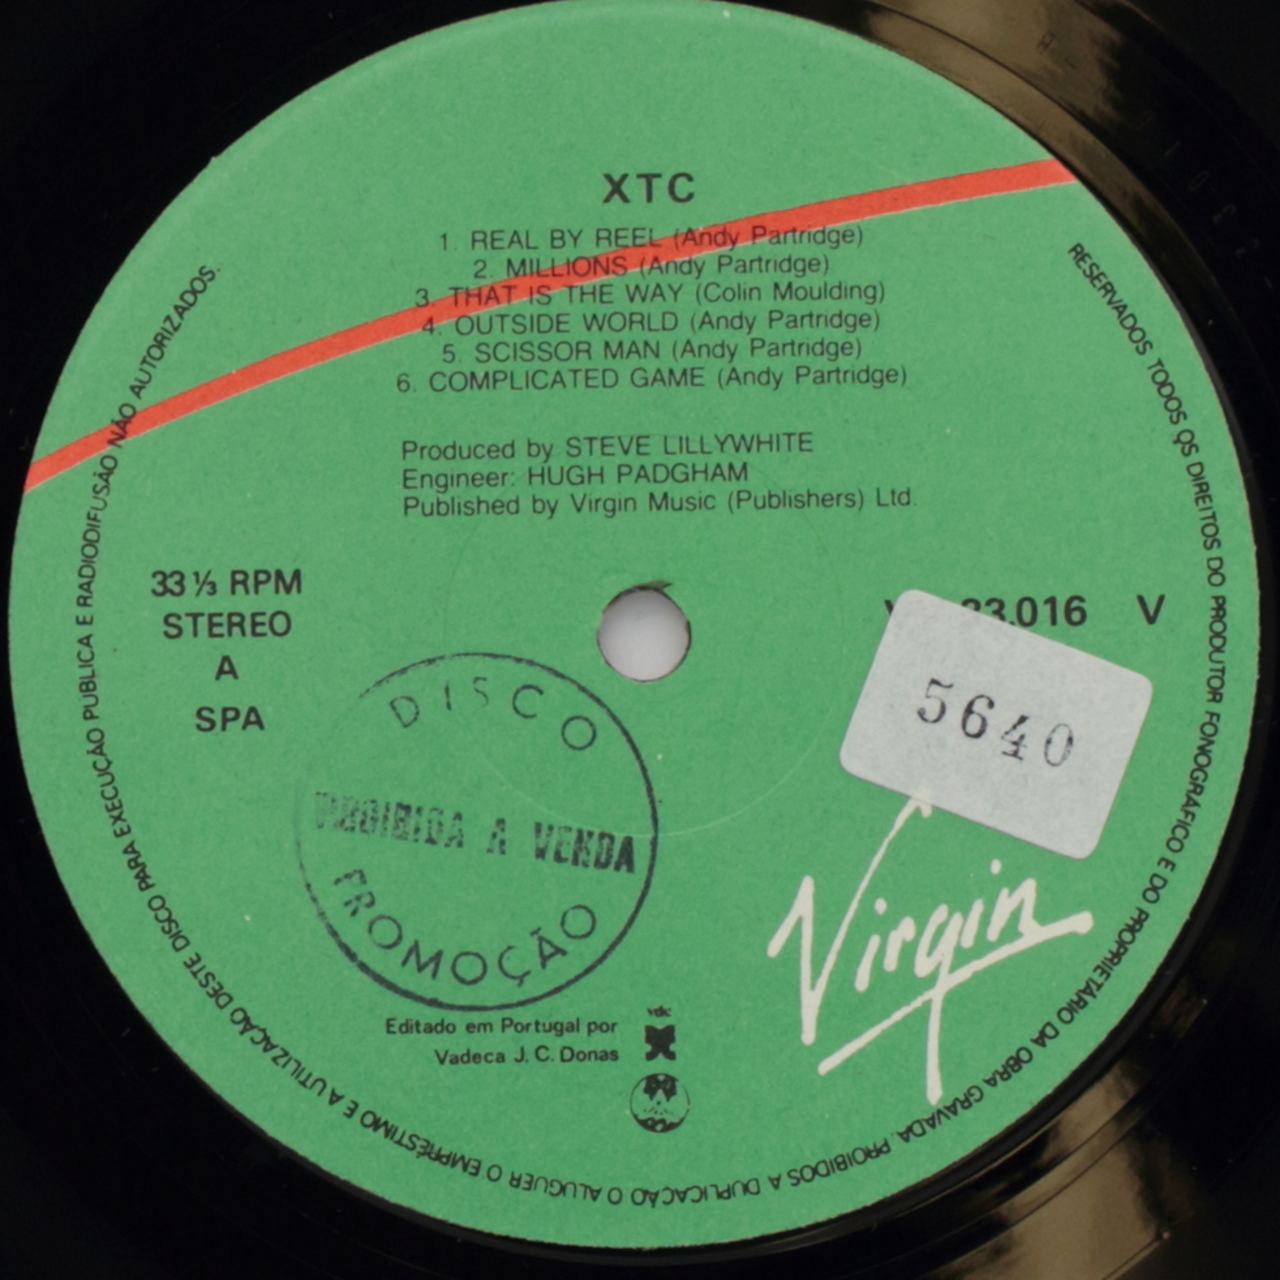 XTC
1. REAL BY REEL (Andy Partridge)
2. MILLIONS (Andy Partridge)
3. THAT IS THE WAY (Colin Moulding)
4. OUTSIDE WORLD (Andy Partridge)
5. SCISSOR MAN (Andy Partridge)
6. COMPLICATED GAME (Andy Partridge)
Produced by STEVE LILLYWHITE
Engineer: HUGH PADGHAM
Published by Virgin Music (Publishers) Ltd.
33 ⅓ RPM
STEREO
A
SPA
23.016 V
5640
DISCO
PROIBIDA A VENDA
PROMOÇÃO
Virgin
Editado em Portugal por
Vadeca J. C. Donas
vdc
RESERVADOS TODOS OS DIREITOS DO PRODUTOR FONOGRAFICO E DO PROPRIETÁRIO DA OBRA GRAVADA. PROIBIDOS A DUPLICAÇÃO O ALUGUER O EMPRÉSTIMO E A UTILIZAÇÃO DESTE DISCO PARA EXECUÇÃO PUBLICA E RADIODIFUSÃO NÃO AUTORIZADOS.